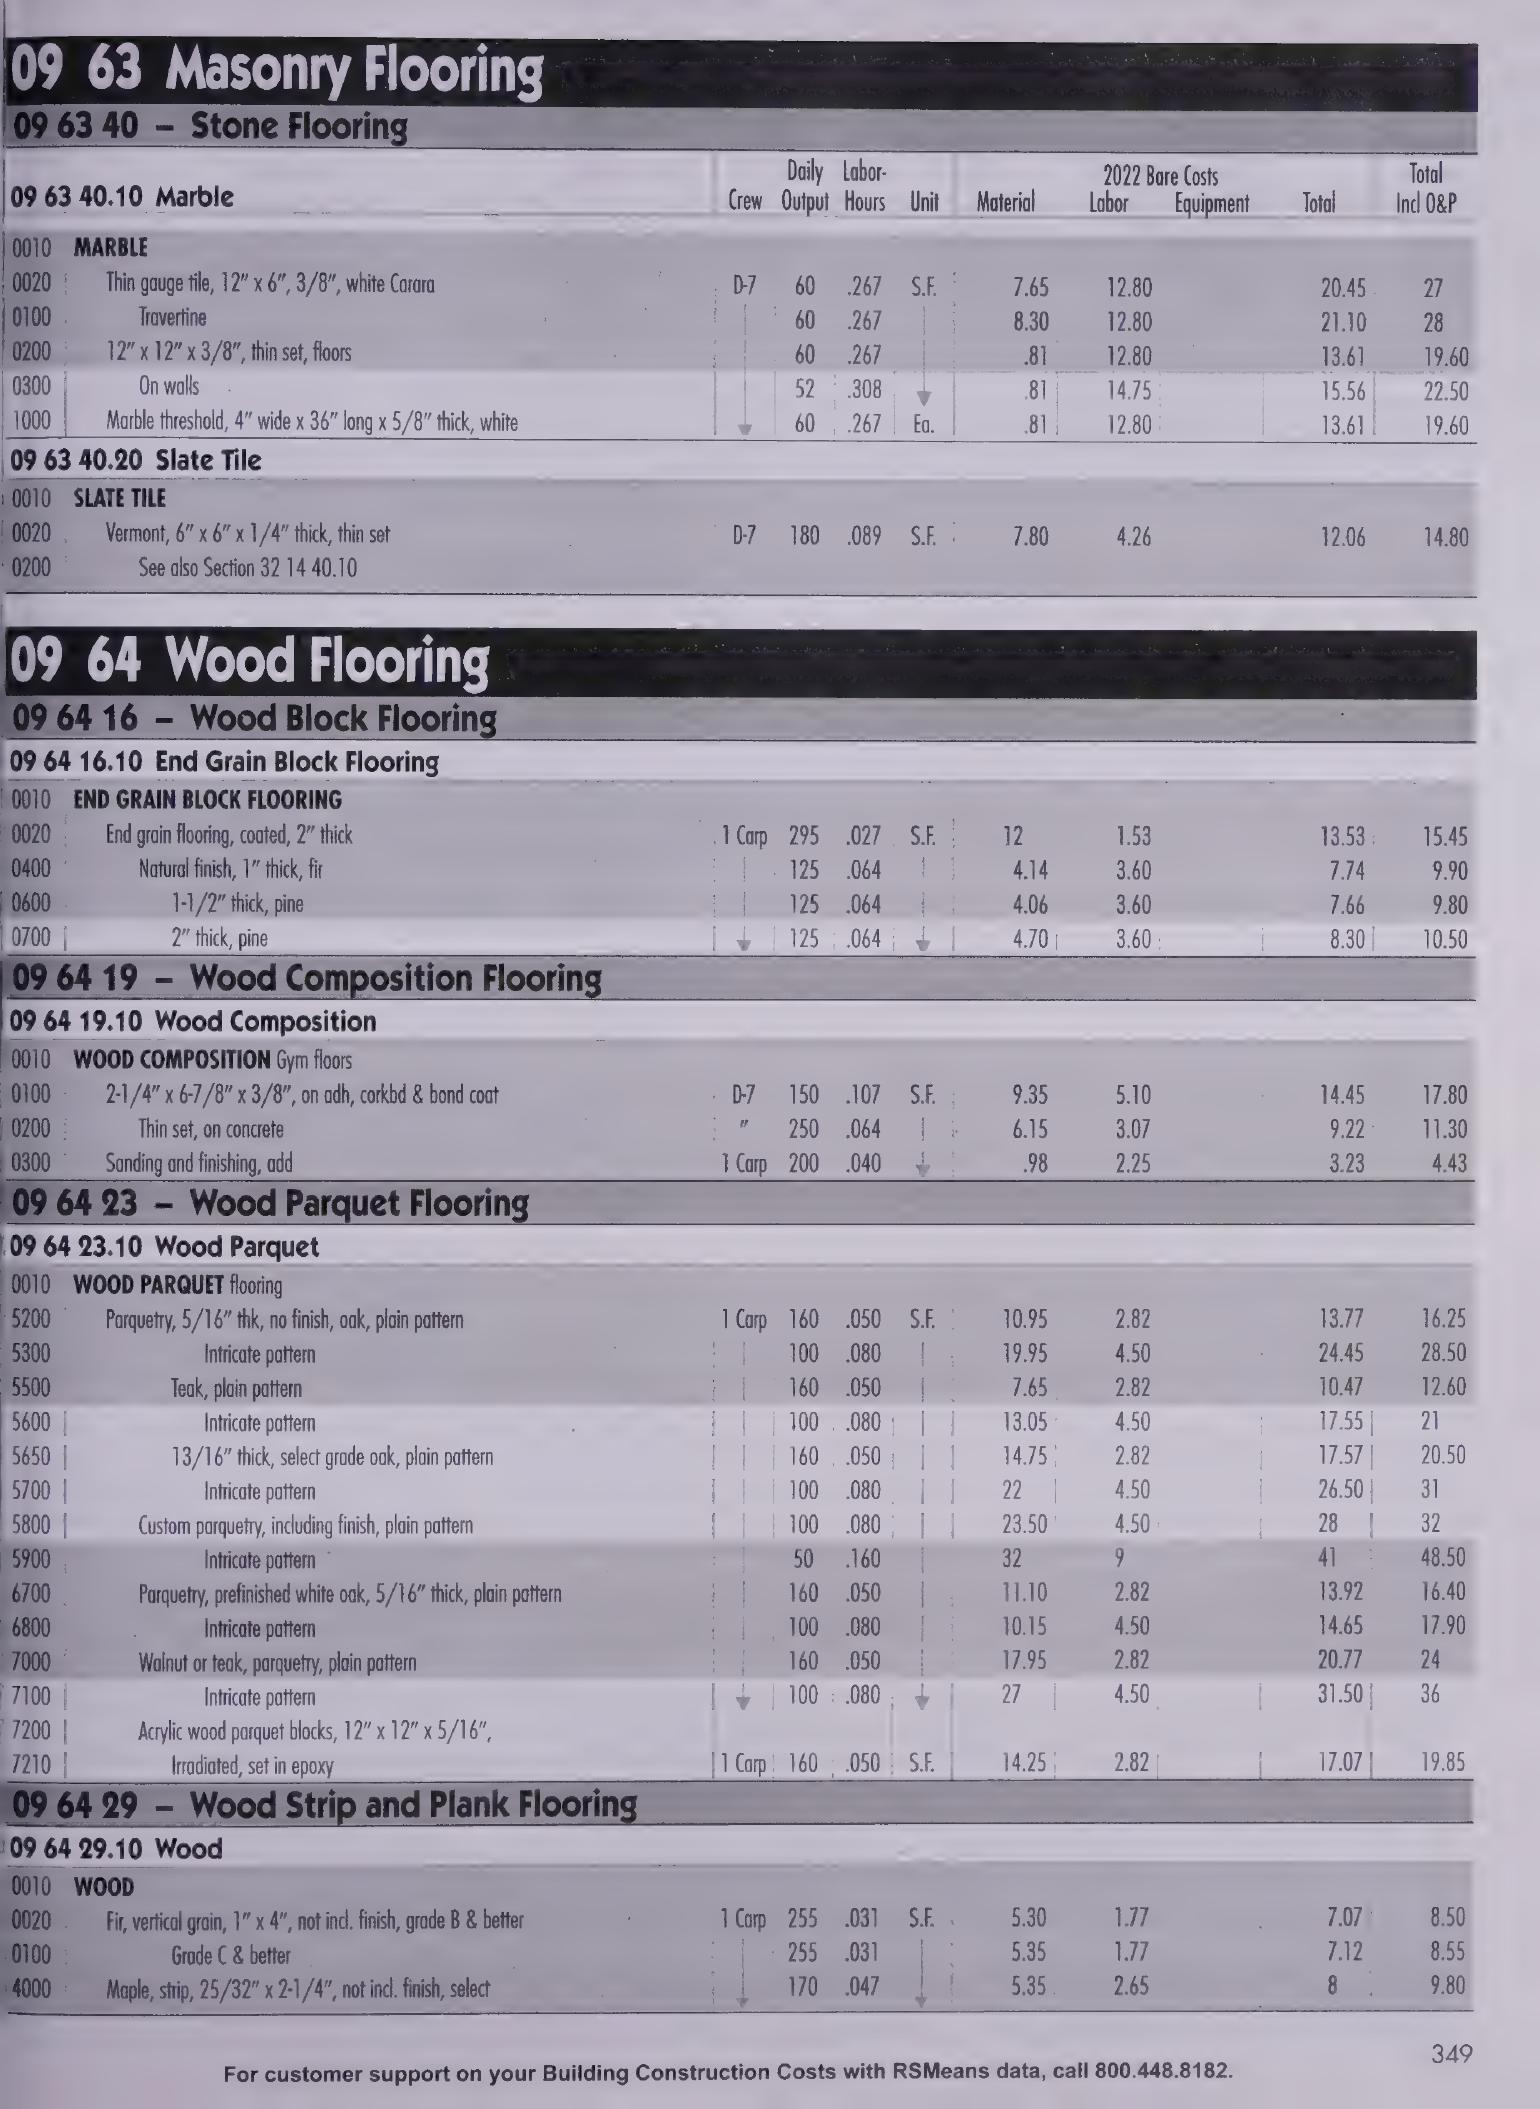 09 63 Masonry Flooring
09 63 40 – Stone Flooring
09 63 40.10 Marble Crew Daily Output Labor-Hours Unit Material 2022 Bare Costs Labor Equipment Total Total Incl O&P
0010 MARBLE
0020 Thin gauge tile, 12" x 6", 3/8", white Carara D-7 60 .267 S.F. 7.65 12.80 20.45 27
0100 Travertine 60 .267 8.30 12.80 21.10 28
0200 12" x 12" x 3/8", thin set, floors 60 .267 .81 12.80 13.61 19.60
0300 On walls 52 .308 .81 14.75 15.56 22.50
1000 Marble threshold, 4" wide x 36" long x 5/8" thick, white 60 .267 Ea. .81 12.80 13.61 19.60
09 63 40.20 Slate Tile
0010 SLATE TILE
0020 Vermont, 6" x 6" x 1/4" thick, thin set D-7 180 .089 S.F. 7.80 4.26 12.06 14.80
0200 See also Section 32 14 40.10
09 64 Wood Flooring
09 64 16 – Wood Block Flooring
09 64 16.10 End Grain Block Flooring
0010 END GRAIN BLOCK FLOORING
0020 End grain flooring, coated, 2" thick 1 Carp 295 .027 S.F. 12 1.53 13.53 15.45
0400 Natural finish, 1" thick, fir 125 .064 4.14 3.60 7.74 9.90
0600 1-1/2" thick, pine 125 .064 4.06 3.60 7.66 9.80
0700 2" thick, pine 125 .064 4.70 3.60 8.30 10.50
09 64 19 – Wood Composition Flooring
09 64 19.10 Wood Composition
0010 WOOD COMPOSITION Gym floors
0100 2-1/4" x 6-7/8" x 3/8", on adh, corkbd & bond coat D-7 150 .107 S.F. 9.35 5.10 14.45 17.80
0200 Thin set, on concrete " 250 .064 6.15 3.07 9.22 11.30
0300 Sanding and finishing, add 1 Carp 200 .040 .98 2.25 3.23 4.43
09 64 23 – Wood Parquet Flooring
09 64 23.10 Wood Parquet
0010 WOOD PARQUET flooring
5200 Parquetry, 5/16" thk, no finish, oak, plain pattern 1 Carp 160 .050 S.F. 10.95 2.82 13.77 16.25
5300 Intricate pattern 100 .080 19.95 4.50 24.45 28.50
5500 Teak, plain pattern 160 .050 7.65 2.82 10.47 12.60
5600 Intricate pattern 100 .080 13.05 4.50 17.55 21
5650 13/16" thick, select grade oak, plain pattern 160 .050 14.75 2.82 17.57 20.50
5700 Intricate pattern 100 .080 22 4.50 26.50 31
5800 Custom parquetry, including finish, plain pattern 100 .080 23.50 4.50 28 32
5900 Intricate pattern 50 .160 32 9 41 48.50
6700 Parquetry, prefinished white oak, 5/16" thick, plain pattern 160 .050 11.10 2.82 13.92 16.40
6800 Intricate pattern 100 .080 10.15 4.50 14.65 17.90
7000 Walnut or teak, parquetry, plain pattern 160 .050 17.95 2.82 20.77 24
7100 Intricate pattern 100 .080 27 4.50 31.50 36
7200 Acrylic wood parquet blocks, 12" x 12" x 5/16",
7210 Irradiated, set in epoxy 1 Carp 160 .050 S.F. 14.25 2.82 17.07 19.85
09 64 29 – Wood Strip and Plank Flooring
09 64 29.10 Wood
0010 WOOD
0020 Fir, vertical grain, 1" x 4", not incl. finish, grade B & better 1 Carp 255 .031 S.F. 5.30 1.77 7.07 8.50
0100 Grade C & better 255 .031 5.35 1.77 7.12 8.55
4000 Maple, strip, 25/32" x 2-1/4", not incl. finish, select 170 .047 5.35 2.65 8 9.80
For customer support on your Building Construction Costs with RSMeans data, call 800.448.8182.
349